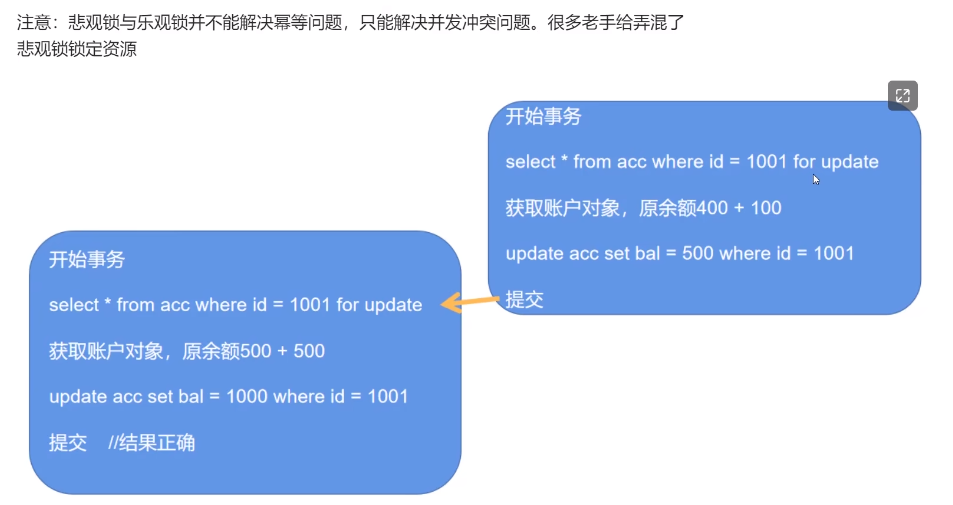 注意：悲观锁与乐观锁并不能解决幂等问题，只能解决并发冲突问题。很多老手给弄混了
悲观锁锁定资源
开始事务
select * from acc where id = 1001 for update
获取账户对象，原余额400 + 100
update acc set bal = 500 where id = 1001
提交
开始事务
select * from acc where id = 1001 for update
获取账户对象，原余额500 + 500
update acc set bal = 1000 where id = 1001
提交 //结果正确